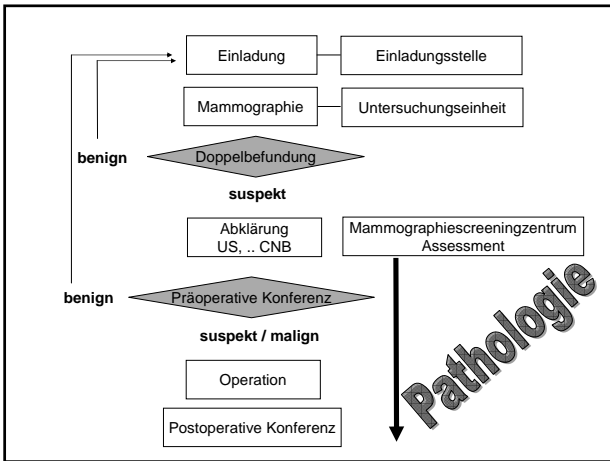 Einladung
Einladungsstelle
Mammographie
Untersuchungseinheit
benign
Doppelbefundung
suspekt
Abklärung
US, .. CNB
Mammographiescreeningzentrum
Assessment
benign
Präoperative Konferenz
suspekt / malign
Pathologie
Operation
Postoperative Konferenz